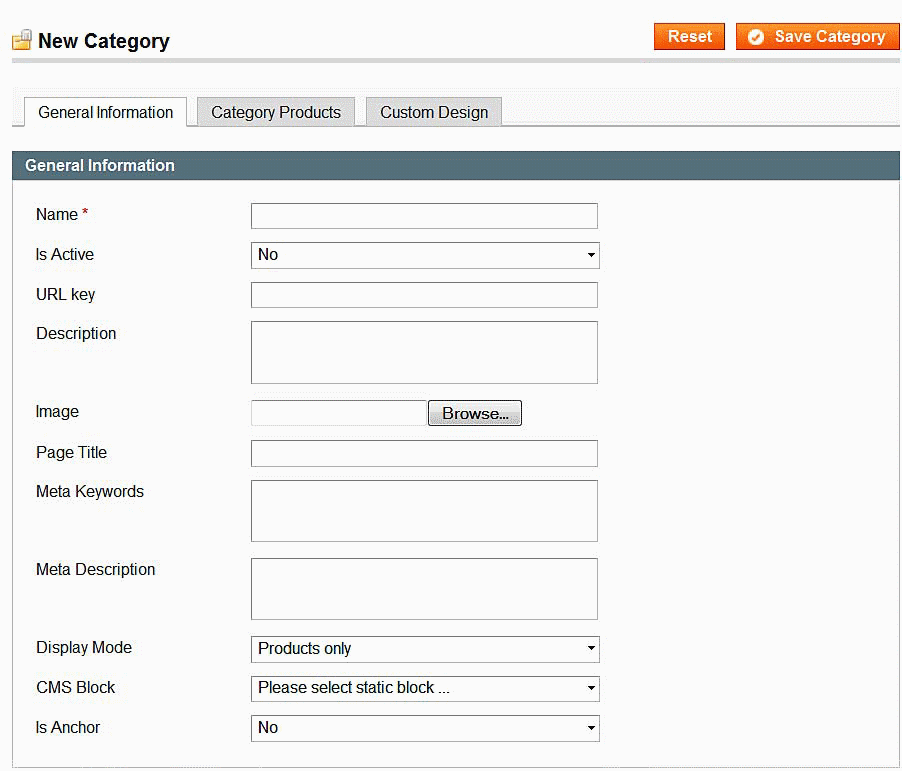 New Category
Reset
Save Category
General Information
Category Products
Custom Design
General Information
Name *
Is Active
No
URL key
Description
Image
Browse...
Page Title
Meta Keywords
Meta Description
Display Mode
Products only
CMS Block
Please select static block ...
Is Anchor
No